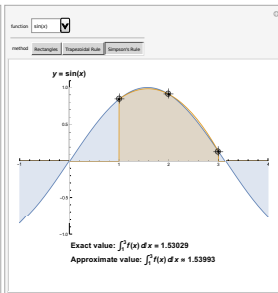 function sin(x)
method Rectangles Trapezoidal Rule Simpson's Rule
y = sin(x)
1.0
0.5
-1 1 2 3 4
-0.5
-1.0
Exact value: ∫₁³ f(x) dx = 1.53029
Approximate value: ∫₁³ f(x) dx = 1.53993